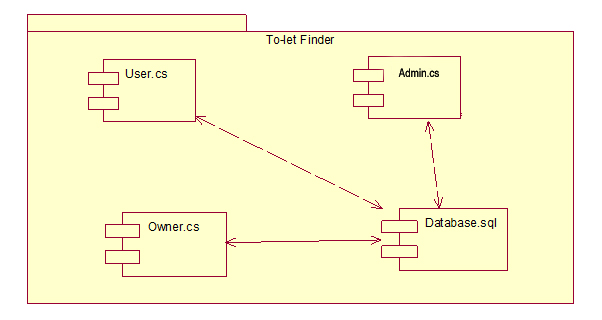 To-let Finder
User.cs
Admin.cs
Owner.cs
Database.sql